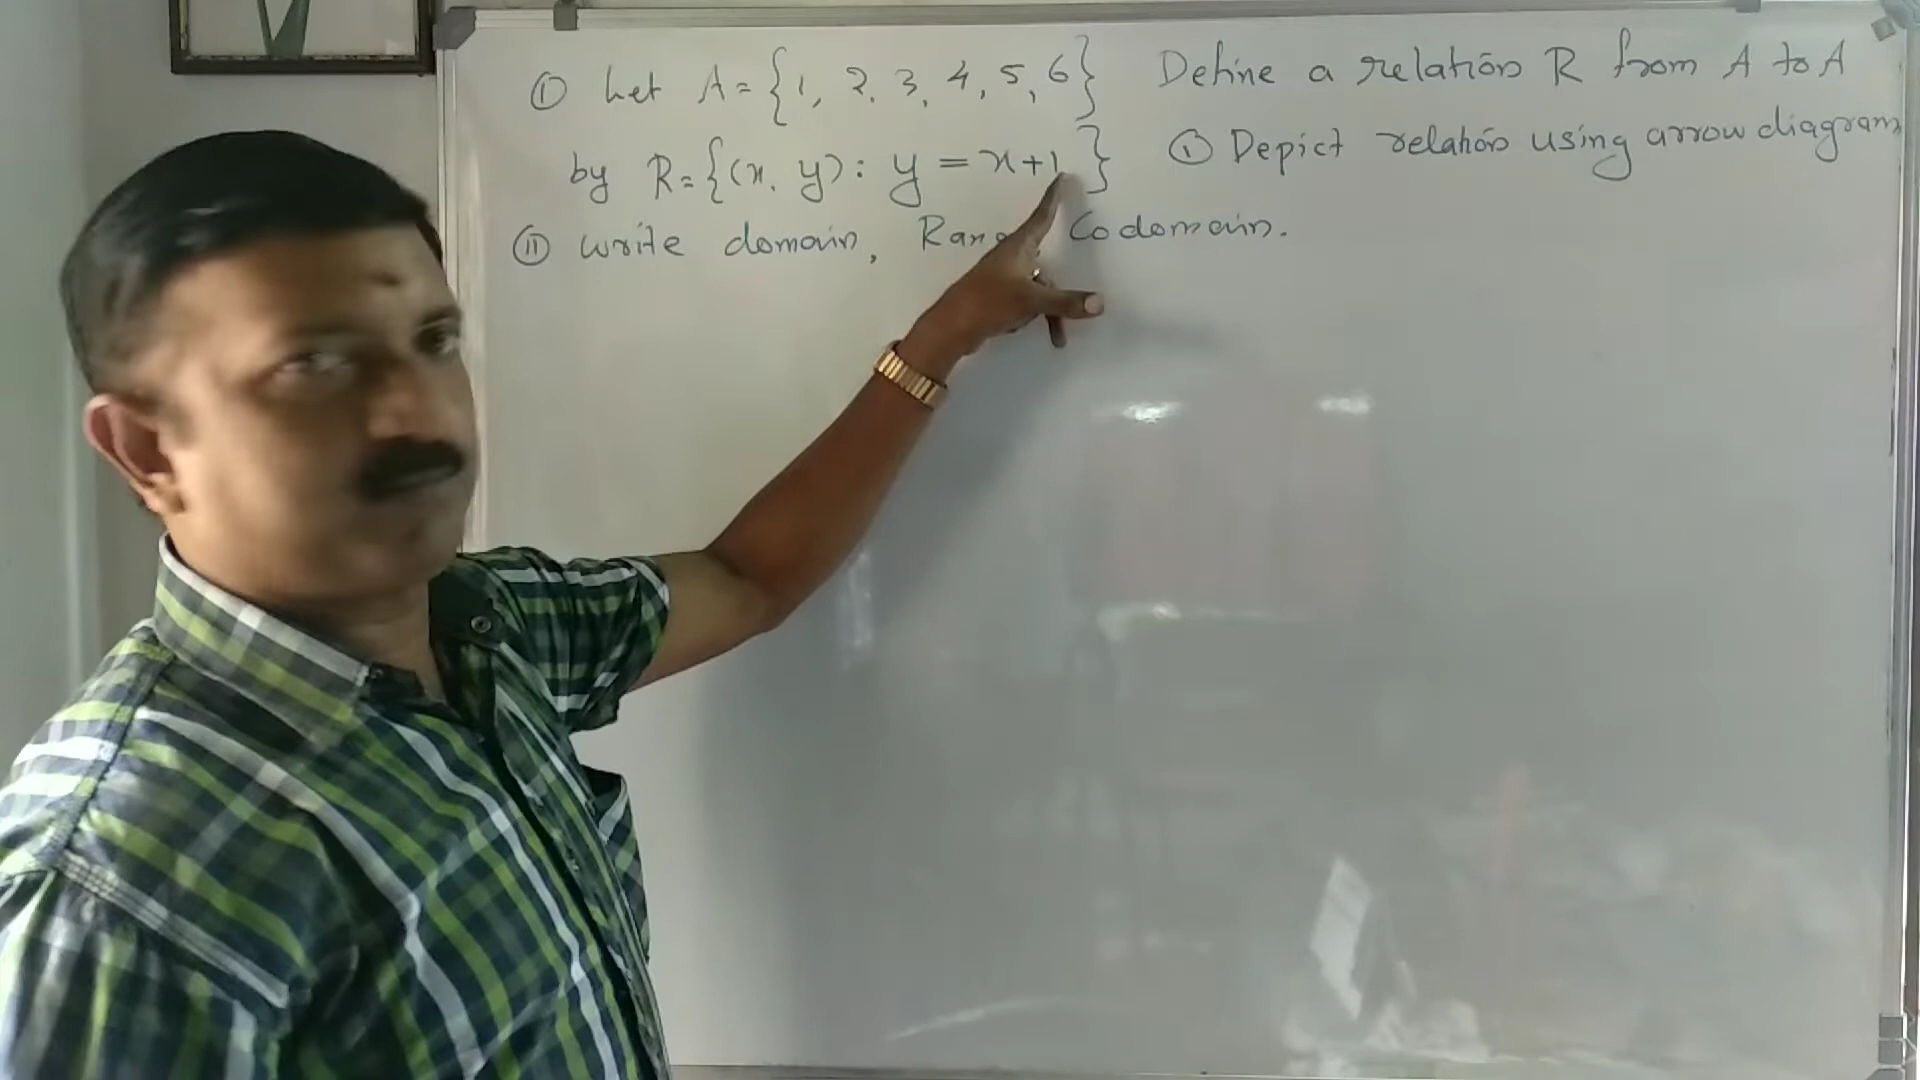 ① Let A = {1, 2, 3, 4, 5, 6} Define a relation R from A to A
by R = {(x, y) : y = x+1 } ① Depict relation using arrow diagram
② write domain, Codomain.